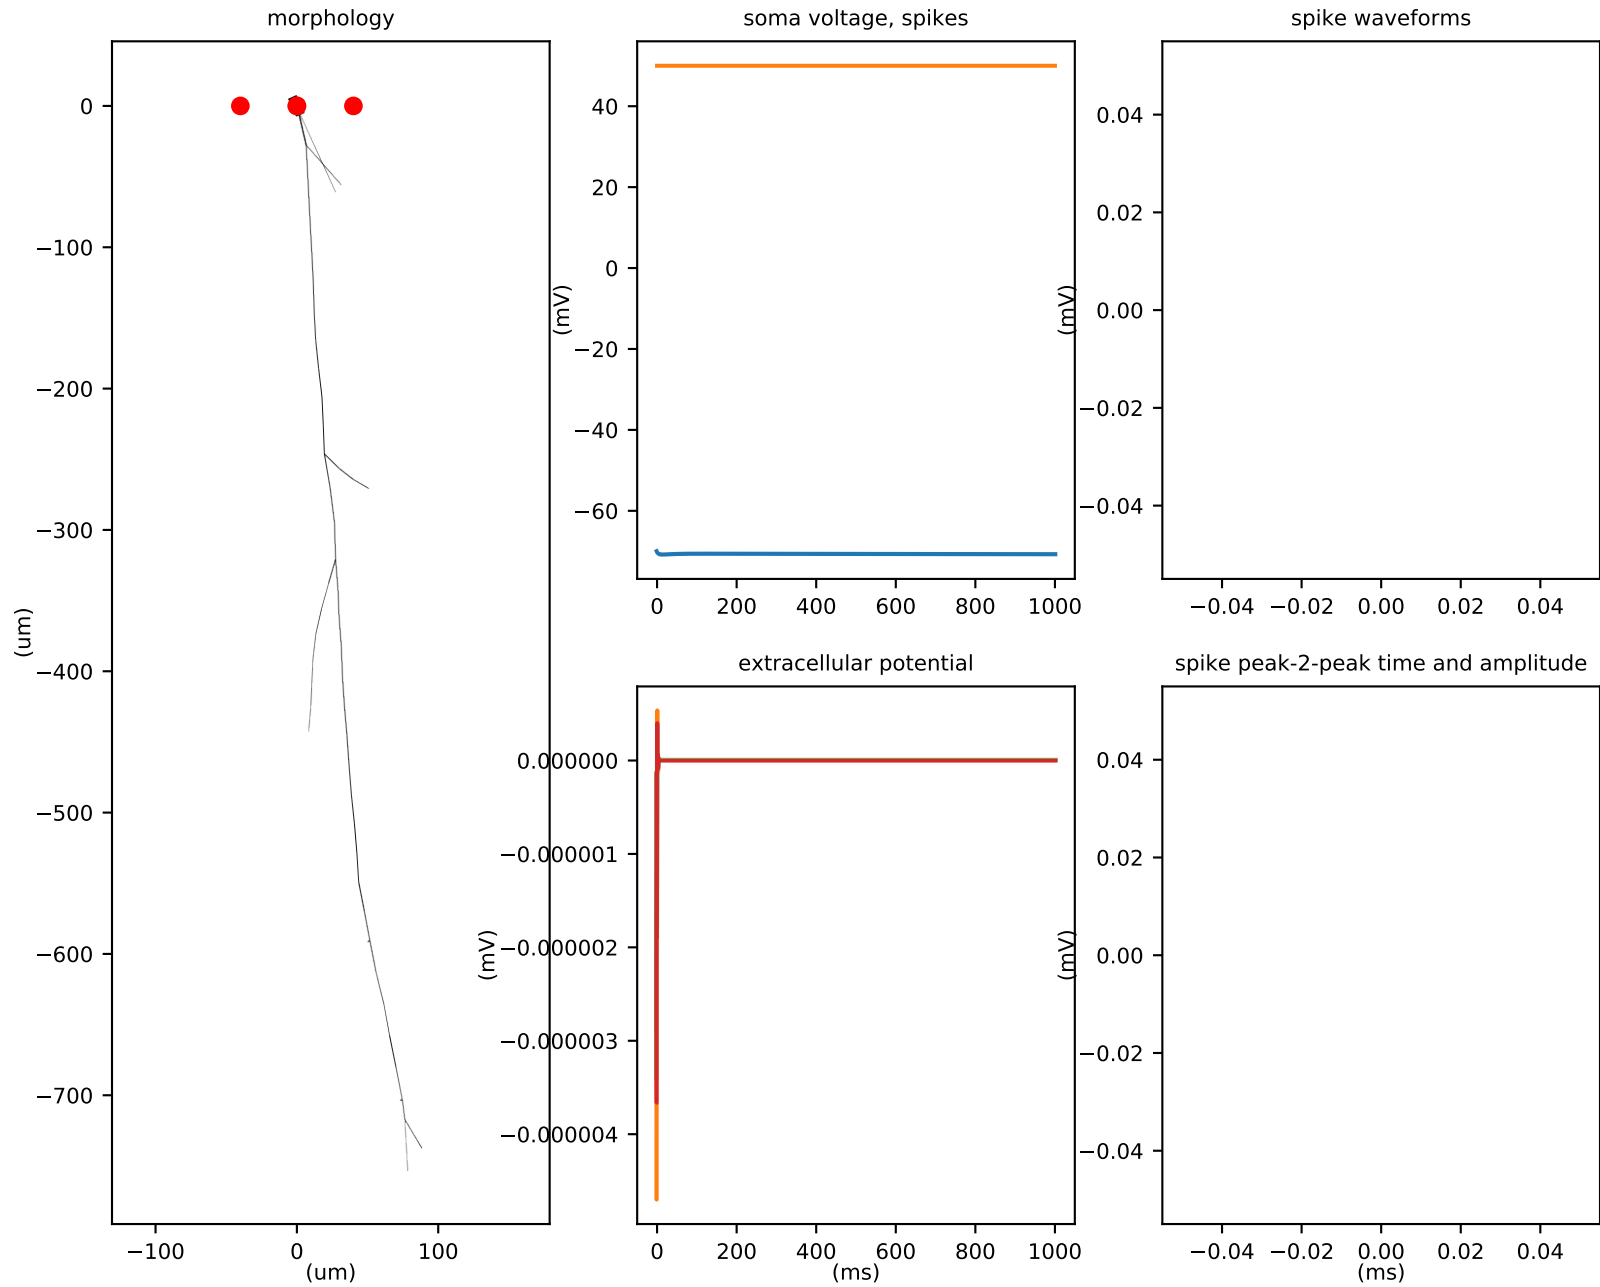 morphology
0
−100
−200
−300
−400
−500
−600
−700
(um)
−100 0 100
(um)
soma voltage, spikes
40
20
0
−20
−40
−60
(mV)
0 200 400 600 800 1000
spike waveforms
0.04
0.02
0.00
−0.02
−0.04
(mV)
−0.04 −0.02 0.00 0.02 0.04
extracellular potential
0.000000
−0.000001
−0.000002
−0.000003
−0.000004
(mV)
0 200 400 600 800 1000
(ms)
spike peak-2-peak time and amplitude
0.04
0.02
0.00
−0.02
−0.04
(mV)
−0.04 −0.02 0.00 0.02 0.04
(ms)